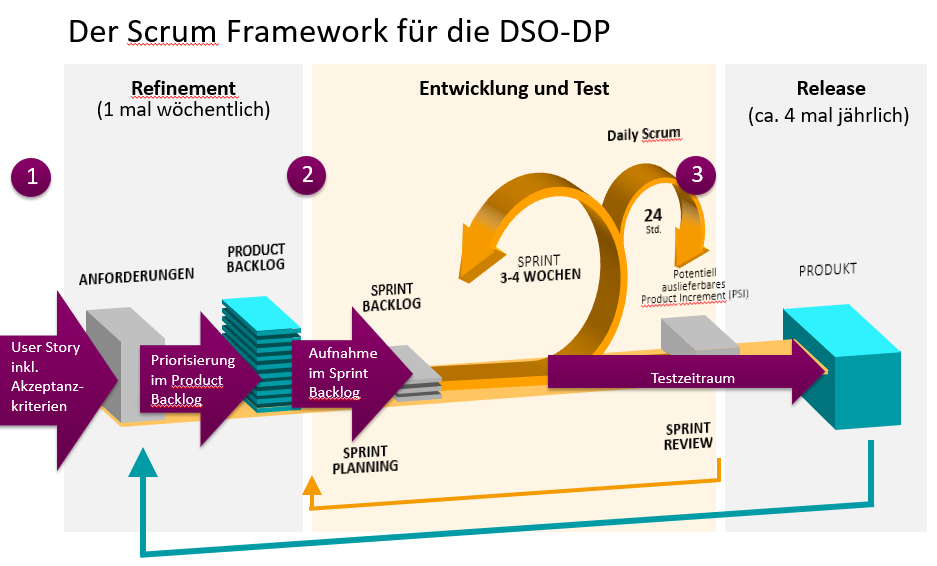 Der Scrum Framework für die DSO-DP
Refinement
(1 mal wöchentlich)
Entwicklung und Test
Release
(ca. 4 mal jährlich)
Daily Scrum
1
2
3
24
Std.
SPRINT
3-4 WOCHEN
ANFORDERUNGEN
PRODUCT
BACKLOG
SPRINT
BACKLOG
Potentiell
auslieferbares
Product Increment (PSI)
PRODUKT
User Story
inkl.
Akzeptanz-
kriterien
Priorisierung
im Product
Backlog
Aufnahme
im Sprint
Backlog
Testzeitraum
SPRINT
PLANNING
SPRINT
REVIEW